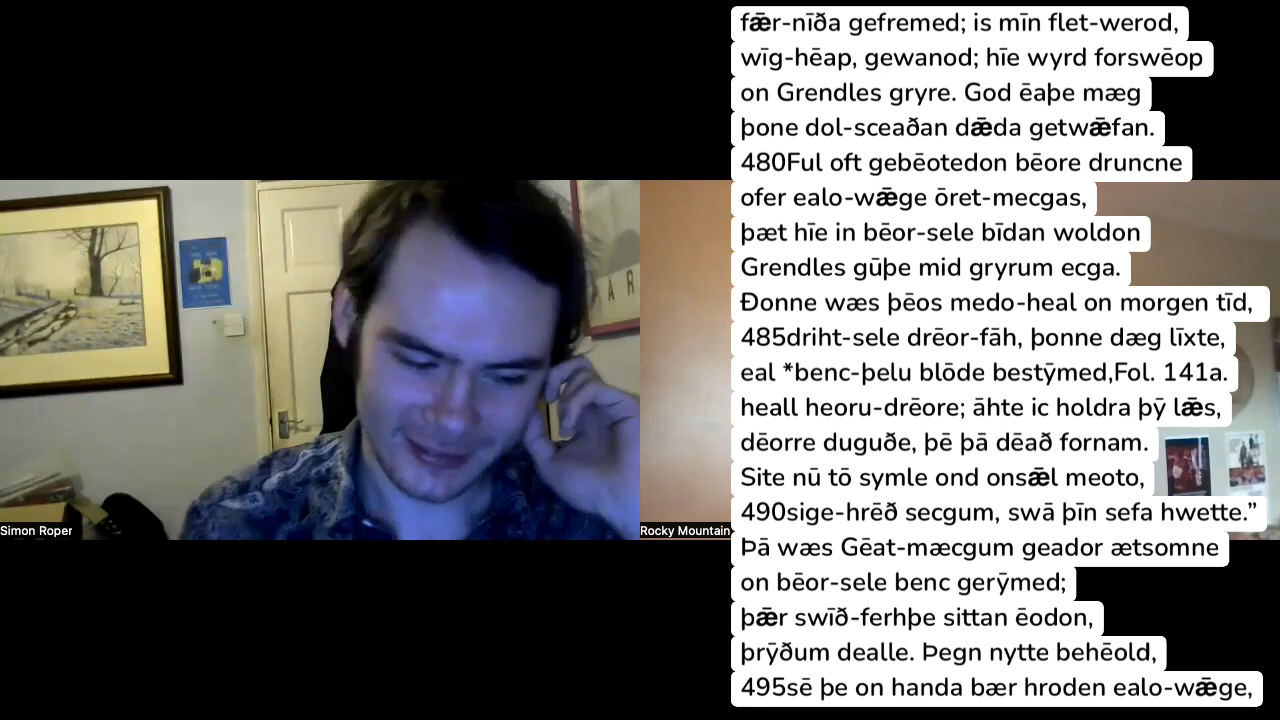 fǣr-nīða gefremed; is mīn flet-werod,
wīg-hēap, gewanod; hīe wyrd forswēop
on Grendles gryre. God ēaþe mæg
þone dol-sceaðan dǣda getwǣfan.
480Ful oft gebēotedon bēore druncne
ofer ealo-wǣge ōret-mecgas,
þæt hīe in bēor-sele bīdan woldon
Grendles gūþe mid gryrum ecga.
Ðonne wæs þēos medo-heal on morgen tīd,
485driht-sele drēor-fāh, þonne dæg līxte,
eal *benc-þelu blōde bestȳmed,Fol. 141a.
heall heoru-drēore; āhte ic holdra þȳ lǣs,
dēorre duguðe, þē þā dēað fornam.
Site nū tō symle ond onsǣl meoto,
490sige-hrēð secgum, swā þīn sefa hwette.”
Þā wæs Gēat-mæcgum geador ætsomne
on bēor-sele benc gerȳmed;
þǣr swīð-ferhþe sittan ēodon,
þrȳðum dealle. Þegn nytte behēold,
495sē þe on handa bær hroden ealo-wǣge,
Simon Roper
Rocky Mountain